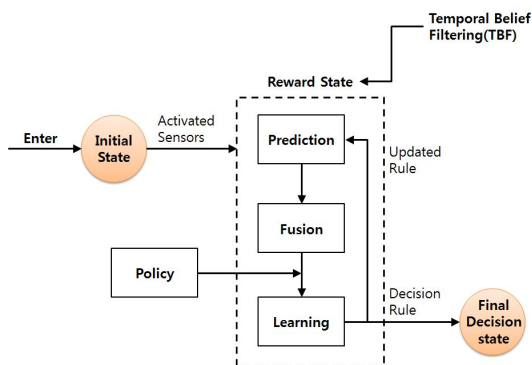 Temporal Belief
Filtering(TBF)
Reward State
Activated
Sensors
Enter
Initial
State
Prediction
Updated
Rule
Fusion
Policy
Learning
Decision
Rule
Final
Decision
state